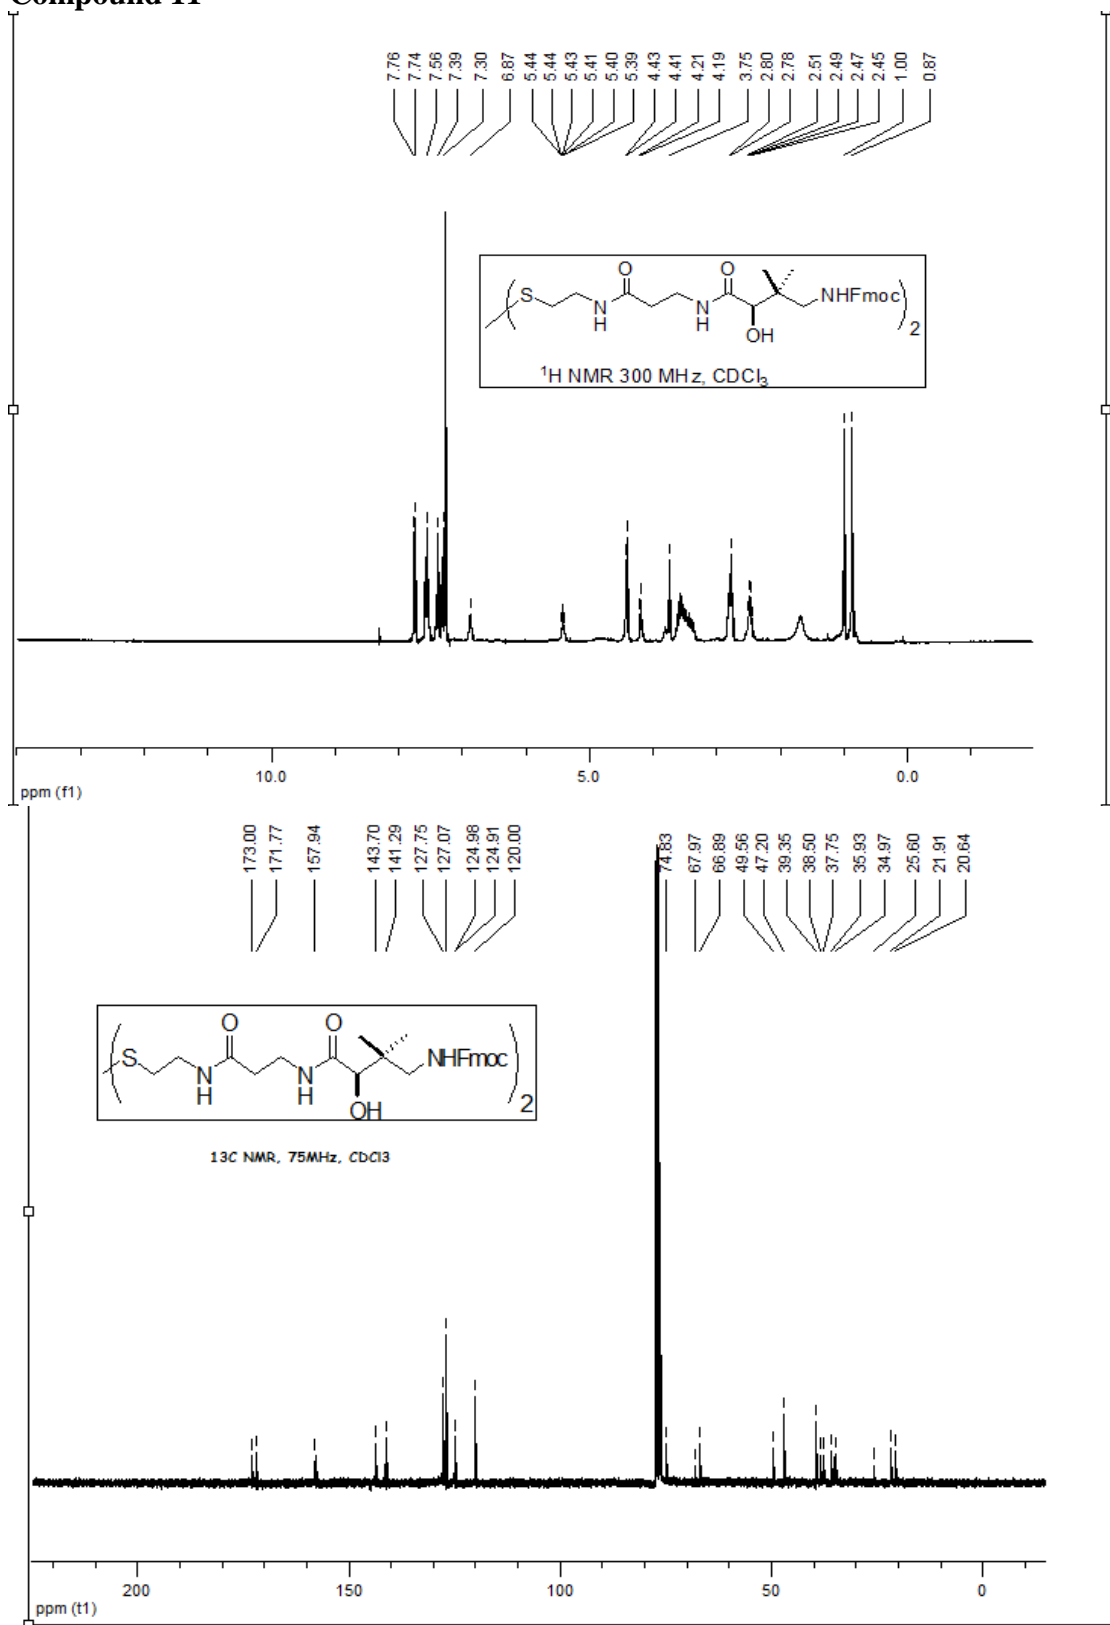 Compound 11
7.76 7.74 7.56 7.39 7.30 6.87 5.44 5.44 5.43 5.41 5.40 5.39 4.43 4.41 4.21 4.19 3.75 2.80 2.78 2.51 2.49 2.47 2.45 1.00 0.87
O O
S N N NHFmoc
H H OH 2
¹H NMR 300 MHz, CDCl₃
10.0 5.0 0.0
ppm (f1)
173.00 171.77 157.94 143.70 141.29 127.75 127.07 124.98 124.91 120.00 74.83 67.97 66.89 49.56 47.20 39.35 38.50 37.75 35.93 34.97 25.60 21.91 20.64
O O
S N N NHFmoc
H H OH 2
13C NMR, 75MHz, CDCl3
200 150 100 50 0
ppm (t1)